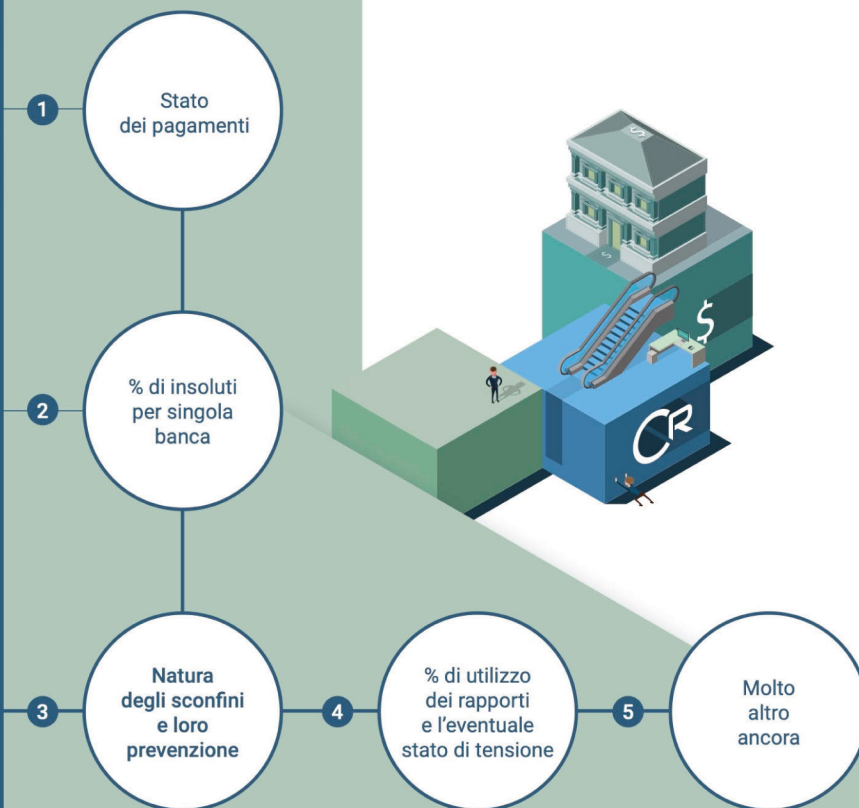 1
Stato
dei pagamenti
2
% di insoluti
per singola
banca
3
Natura
degli sconfini
e loro
prevenzione
4
% di utilizzo
dei rapporti
e l'eventuale
stato di tensione
5
Molto
altro
ancora
$
$
$
CR